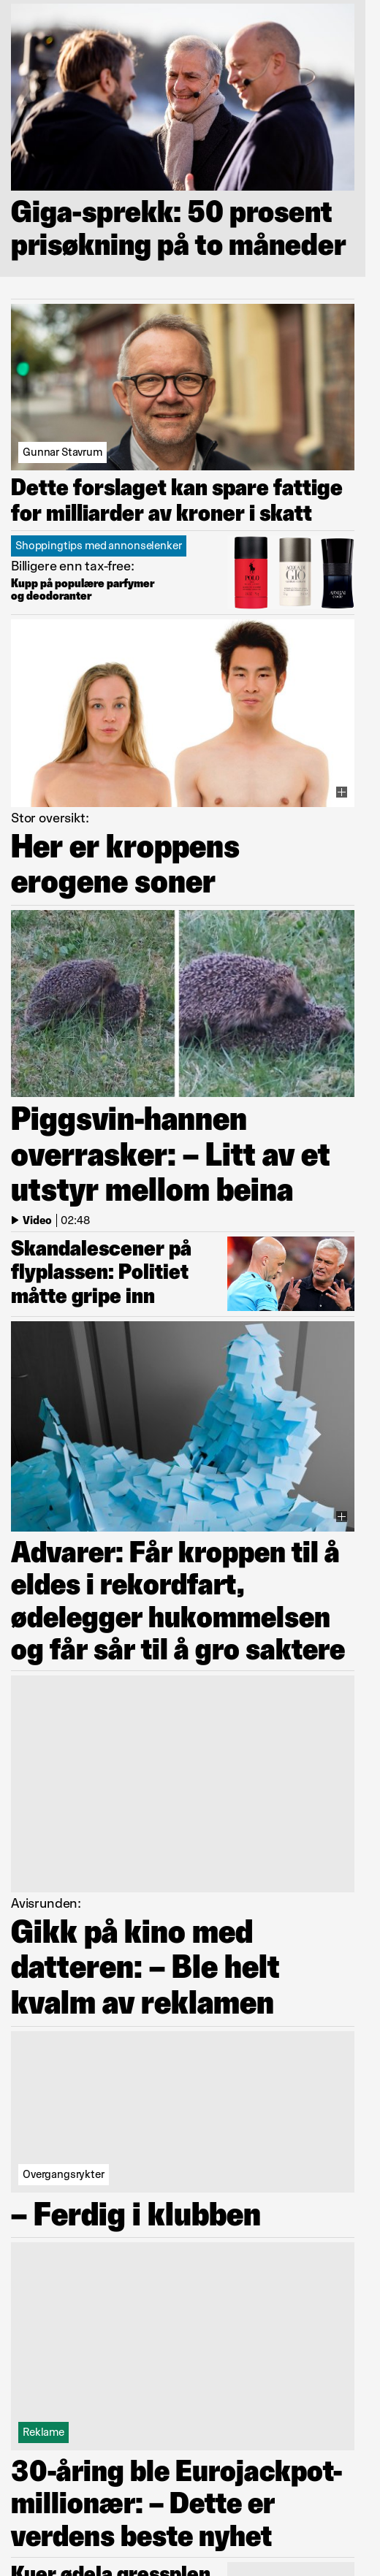 Giga-sprekk: 50 prosent
prisøkning på to måneder
Gunnar Stavrum
Dette forslaget kan spare fattige
for milliarder av kroner i skatt
Shoppingtips med annonselenker
Billigere enn tax-free:
Kupp på populære parfymer
og deodoranter
POLO
ACQUA DI
GIÒ
ARMANI
Stor oversikt:
Her er kroppens
erogene soner
Piggsvin-hannen
overrasker: – Litt av et
utstyr mellom beina
Video | 02:48
Skandalescener på
flyplassen: Politiet
måtte gripe inn
Advarer: Får kroppen til å
eldes i rekordfart,
ødelegger hukommelsen
og får sår til å gro saktere
Avisrunden:
Gikk på kino med
datteren: – Ble helt
kvalm av reklamen
Overgangsrykter
– Ferdig i klubben
Reklame
30-åring ble Eurojackpot-
millionær: – Dette er
verdens beste nyhet